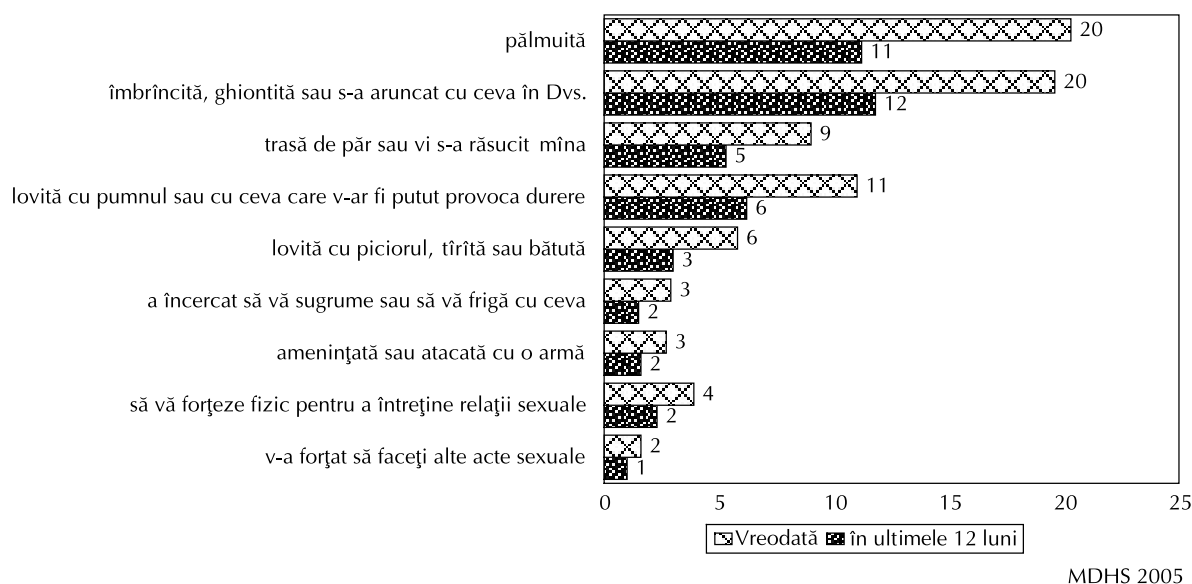 pălmuită 20
11
îmbrîncită, ghiontită sau s-a aruncat cu ceva în Dvs. 20
12
trasă de păr sau vi s-a răsucit mîna 9
5
lovită cu pumnul sau cu ceva care v-ar fi putut provoca durere 11
6
lovită cu piciorul, tîrîtă sau bătută 6
3
a încercat să vă sugrume sau să vă frigă cu ceva 3
2
ameninţată sau atacată cu o armă 3
2
să vă forţeze fizic pentru a întreţine relaţii sexuale 4
2
v-a forţat să faceţi alte acte sexuale 2
1
0 5 10 15 20 25
Vreodată în ultimele 12 luni
MDHS 2005